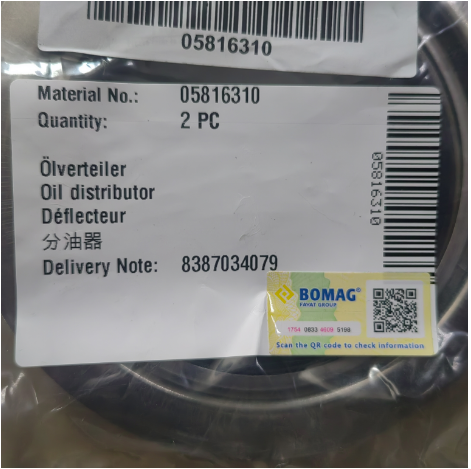 05816310
Material No.: 05816310
Quantity: 2 PC
Ölverteiler
Oil distributor
Déflecteur
分油器
Delivery Note: 8387034079
05816310
BOMAG®
FAYAT GROUP
1754 0833 4609 5198
Scan the QR code to check information